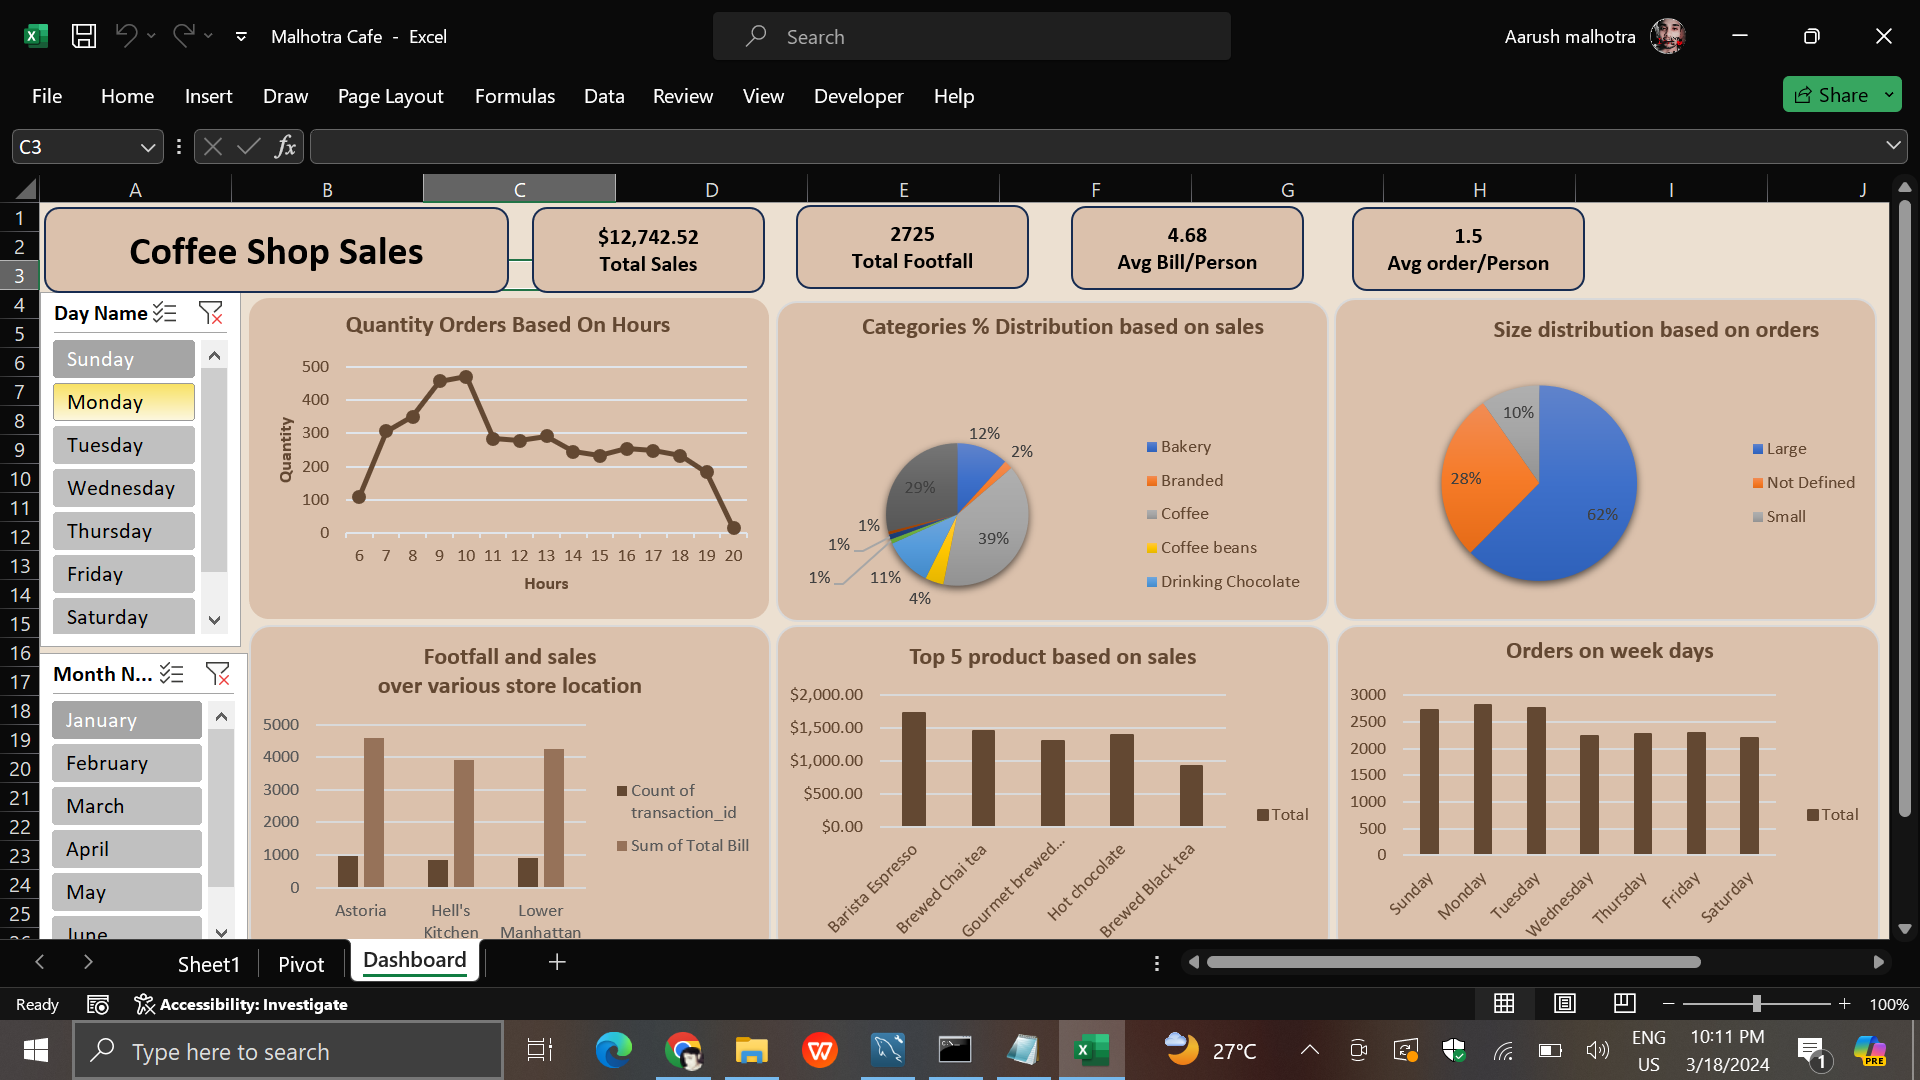 Malhotra Cafe - Excel
Search
Aarush malhotra
File Home Insert Draw Page Layout Formulas Data Review View Developer Help
Share
C3
fx
A B C D E F G H I J
1
2
3
4
5
6
7
8
9
10
11
12
13
14
15
16
17
18
19
20
21
22
23
24
25
Coffee Shop Sales
$12,742.52
Total Sales
2725
Total Footfall
4.68
Avg Bill/Person
1.5
Avg order/Person
Day Name
Sunday
Monday
Tuesday
Wednesday
Thursday
Friday
Saturday
Month N...
January
February
March
April
May
June
Quantity Orders Based On Hours
Quantity
500
400
300
200
100
0
6 7 8 9 10 11 12 13 14 15 16 17 18 19 20
Hours
Categories % Distribution based on sales
12%
2%
39%
4%
11%
1%
1%
1%
29%
Bakery
Branded
Coffee
Coffee beans
Drinking Chocolate
Size distribution based on orders
10%
28%
62%
Large
Not Defined
Small
Footfall and sales
over various store location
5000
4000
3000
2000
1000
0
Astoria
Hell's
Kitchen
Lower
Manhattan
Count of
transaction_id
Sum of Total Bill
Top 5 product based on sales
$2,000.00
$1,500.00
$1,000.00
$500.00
$0.00
Barista Espresso
Brewed Chai tea
Gourmet brewed...
Hot chocolate
Brewed Black tea
Total
Orders on week days
3000
2500
2000
1500
1000
500
0
Sunday
Monday
Tuesday
Wednesday
Thursday
Friday
Saturday
Total
Sheet1 Pivot Dashboard
Ready
Accessibility: Investigate
100%
Type here to search
27°C
ENG
US
10:11 PM
3/18/2024
1
PRE